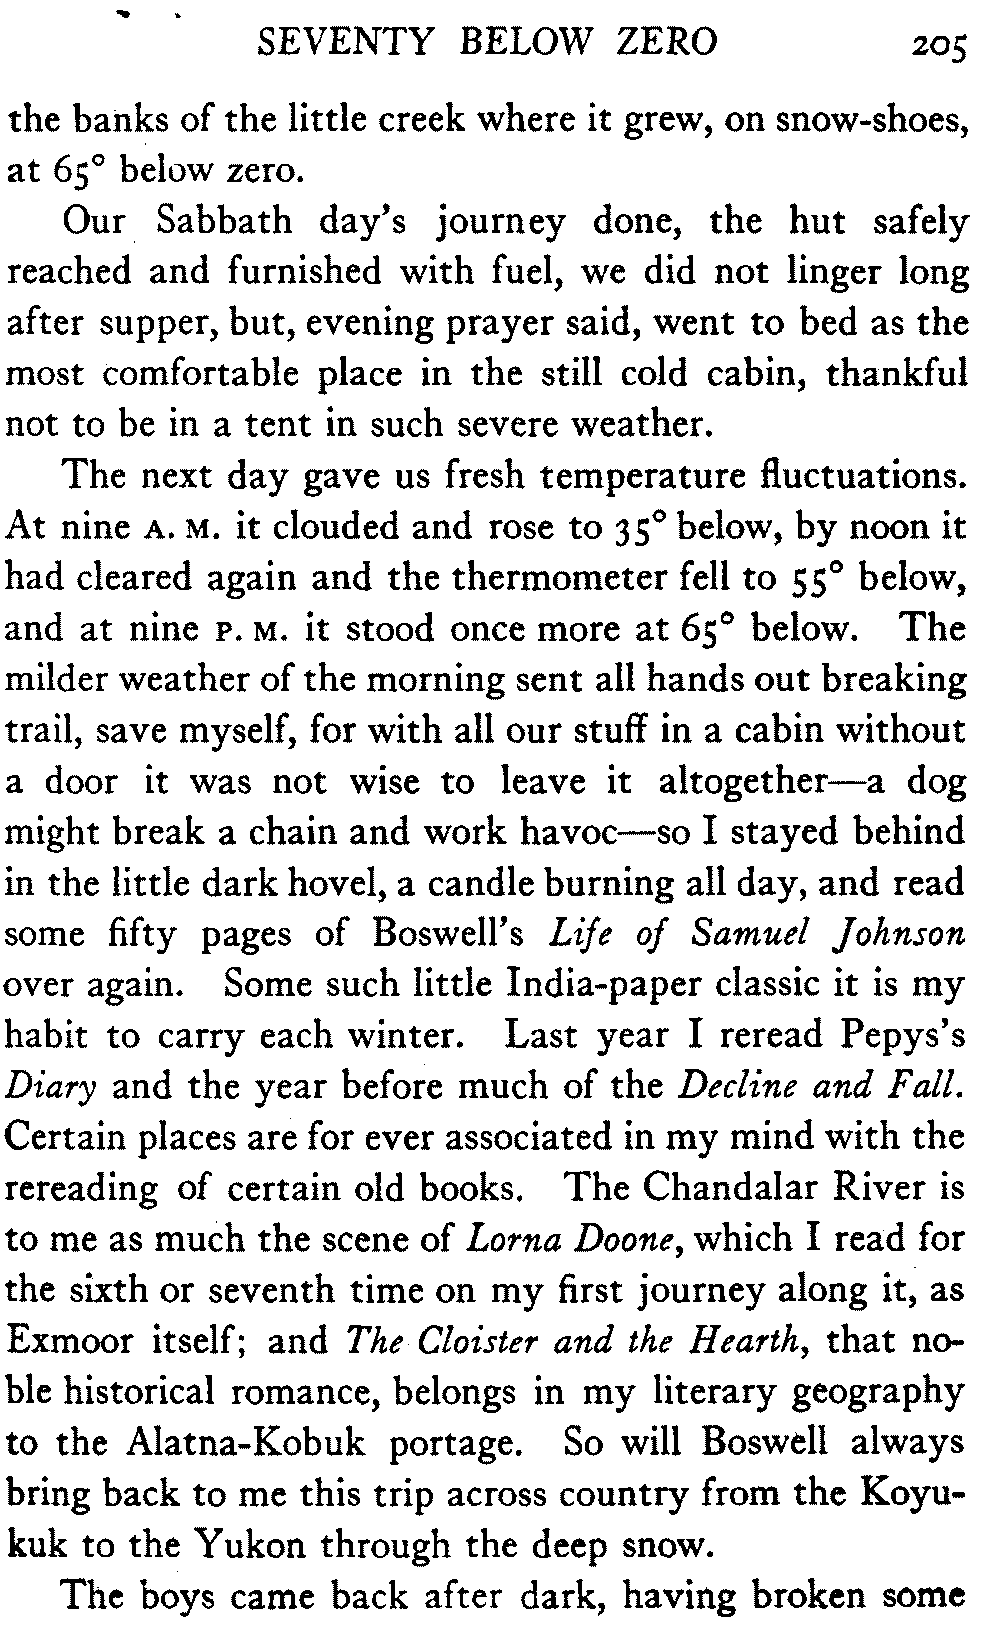 SEVENTY BELOW ZERO 205
the banks of the little creek where it grew, on snow-shoes,
at 65° below zero.
Our Sabbath day's journey done, the hut safely
reached and furnished with fuel, we did not linger long
after supper, but, evening prayer said, went to bed as the
most comfortable place in the still cold cabin, thankful
not to be in a tent in such severe weather.
The next day gave us fresh temperature fluctuations.
At nine A. M. it clouded and rose to 35° below, by noon it
had cleared again and the thermometer fell to 55° below,
and at nine P. M. it stood once more at 65° below. The
milder weather of the morning sent all hands out breaking
trail, save myself, for with all our stuff in a cabin without
a door it was not wise to leave it altogether—a dog
might break a chain and work havoc—so I stayed behind
in the little dark hovel, a candle burning all day, and read
some fifty pages of Boswell's Life of Samuel Johnson
over again. Some such little India-paper classic it is my
habit to carry each winter. Last year I reread Pepys's
Diary and the year before much of the Decline and Fall.
Certain places are for ever associated in my mind with the
rereading of certain old books. The Chandalar River is
to me as much the scene of Lorna Doone, which I read for
the sixth or seventh time on my first journey along it, as
Exmoor itself; and The Cloister and the Hearth, that no-
ble historical romance, belongs in my literary geography
to the Alatna-Kobuk portage. So will Boswell always
bring back to me this trip across country from the Koyu-
kuk to the Yukon through the deep snow.
The boys came back after dark, having broken some